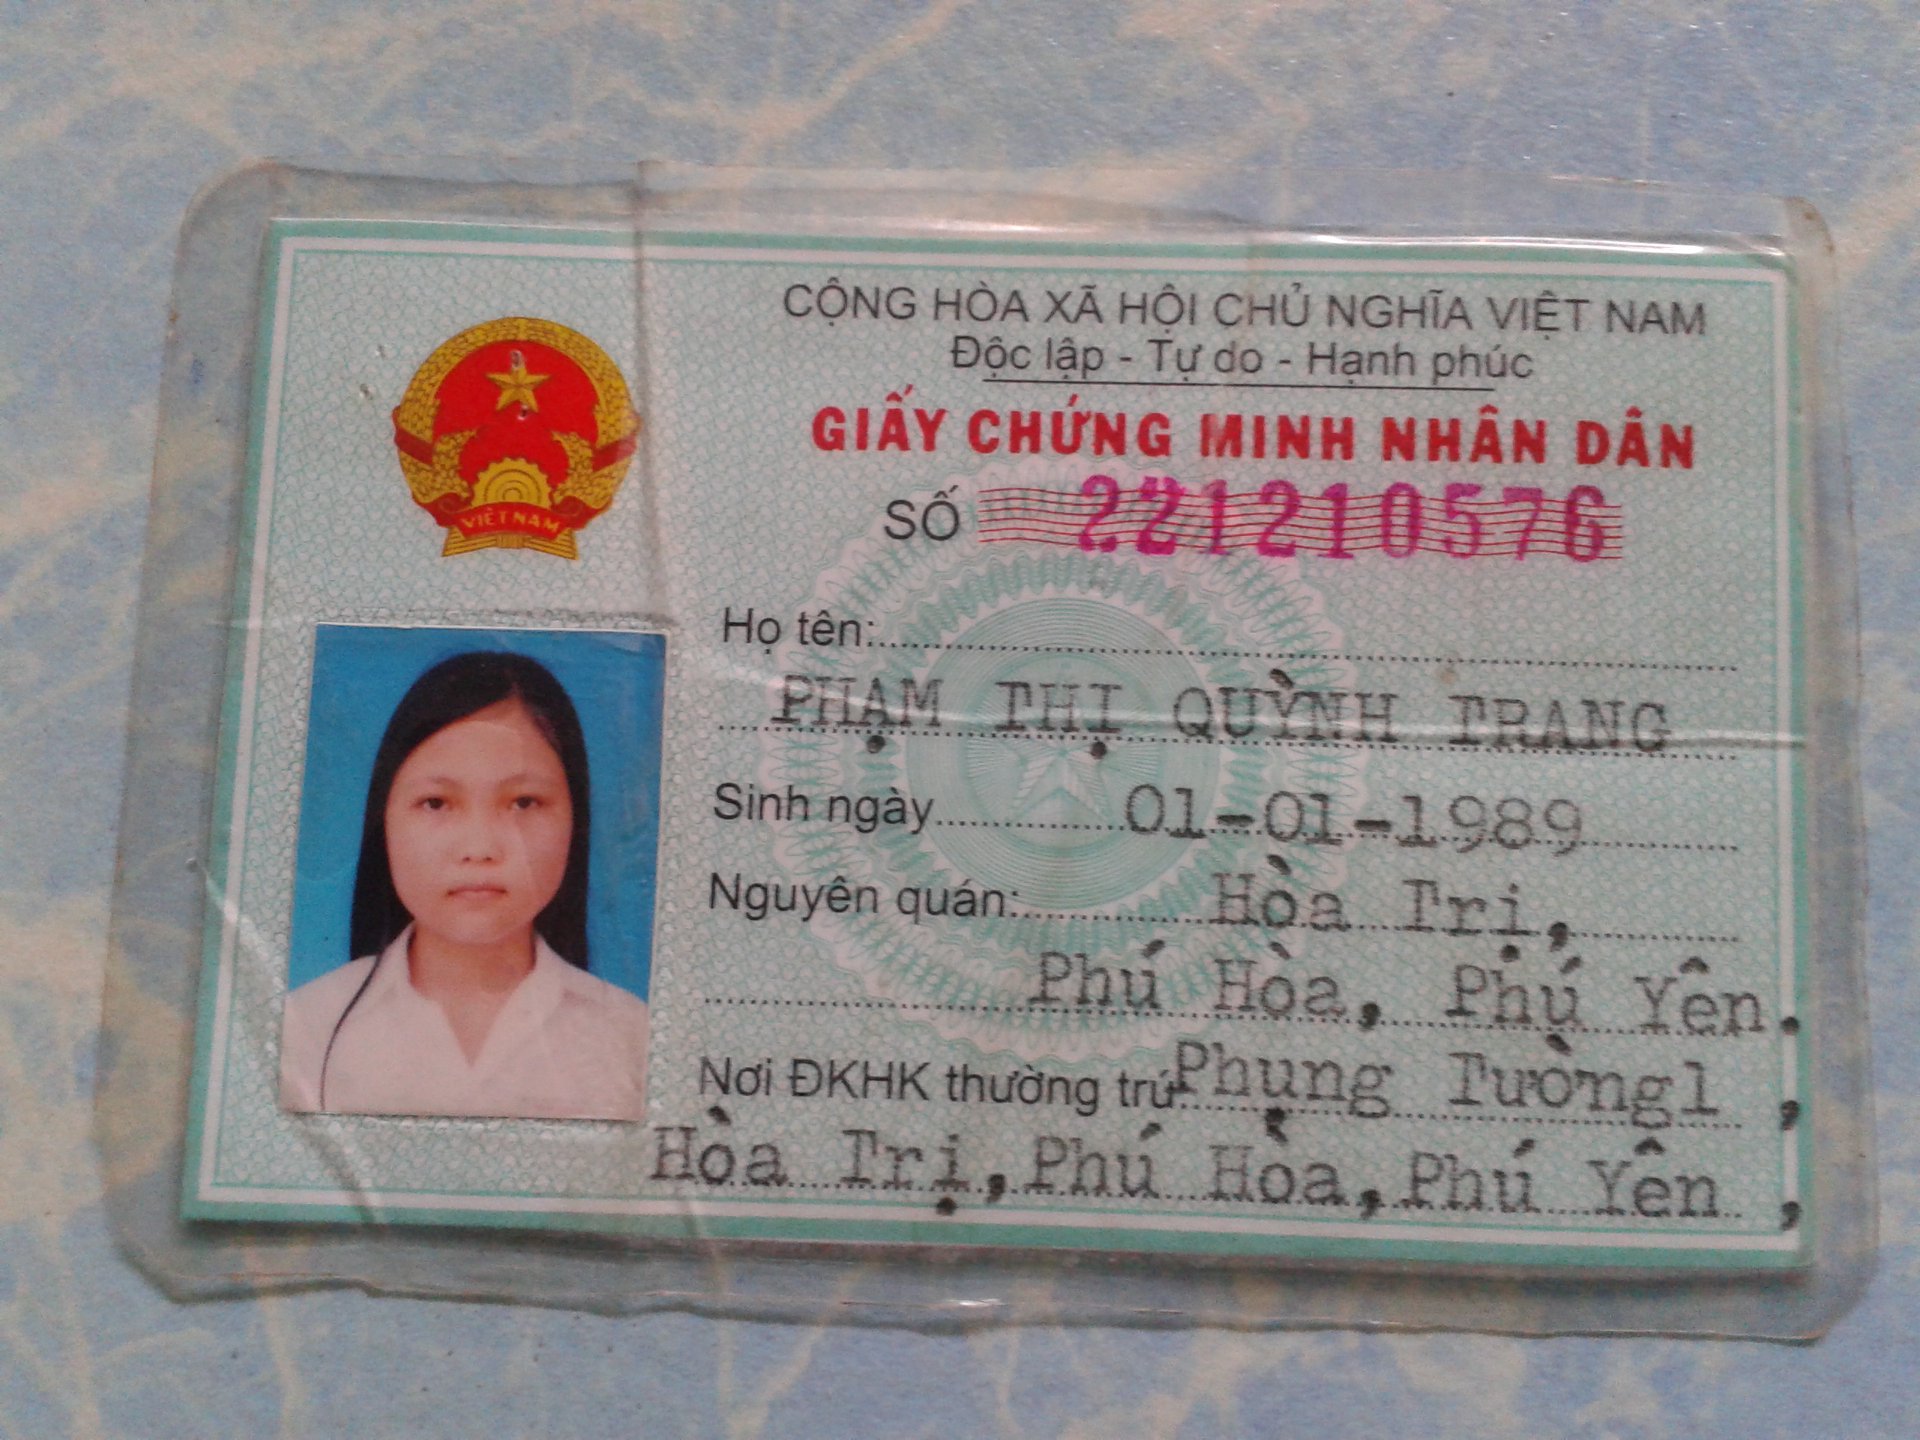 CỘNG HÒA XÃ HỘI CHỦ NGHĨA VIỆT NAM
Độc lập - Tự do - Hạnh phúc
GIẤY CHỨNG MINH NHÂN DÂN
SỐ 221210576
VIỆT NAM
Họ tên:
PHẠM THỊ QUỲNH TRANG
Sinh ngày 01-01-1989
Nguyên quán: Hòa Trị,
Phú Hòa, Phú Yên.
Nơi ĐKHK thường trú Phụng Tường1,
Hòa Trị, Phú Hòa, Phú Yên,